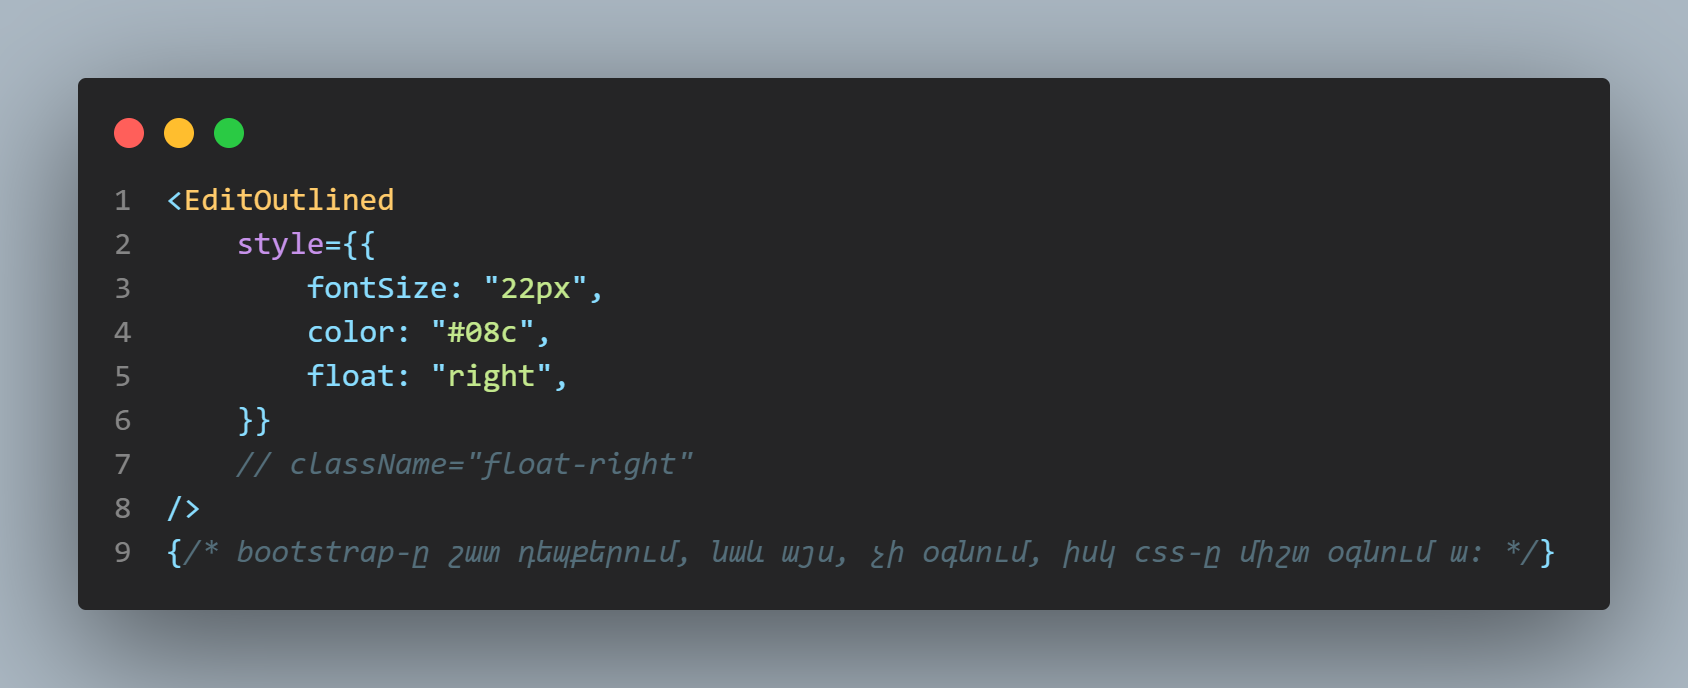 1 <EditOutlined
2     style={{
3         fontSize: "22px",
4         color: "#08c",
5         float: "right",
6     }}
7     // className="float-right"
8 />
9 {/* bootstrap-ը շատ դեպքերում, նաև այս, չի օգնում, իսկ css-ը միշտ օգնում ա: */}